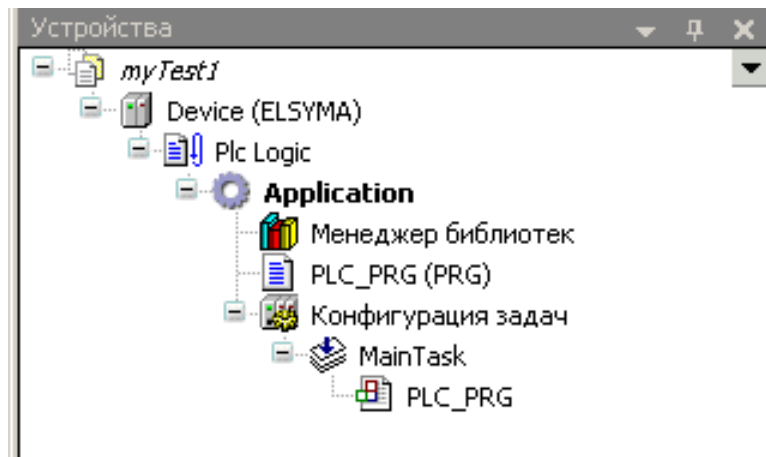 Устройства
myTest1
Device (ELSYMA)
Plc Logic
Application
Менеджер библиотек
PLC_PRG (PRG)
Конфигурация задач
MainTask
PLC_PRG